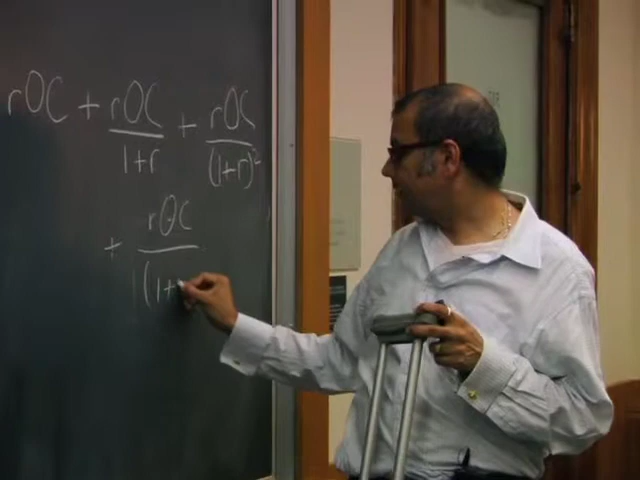 rOC + rOC/1+r + rOC/(1+r)²
+ rOC/(1+